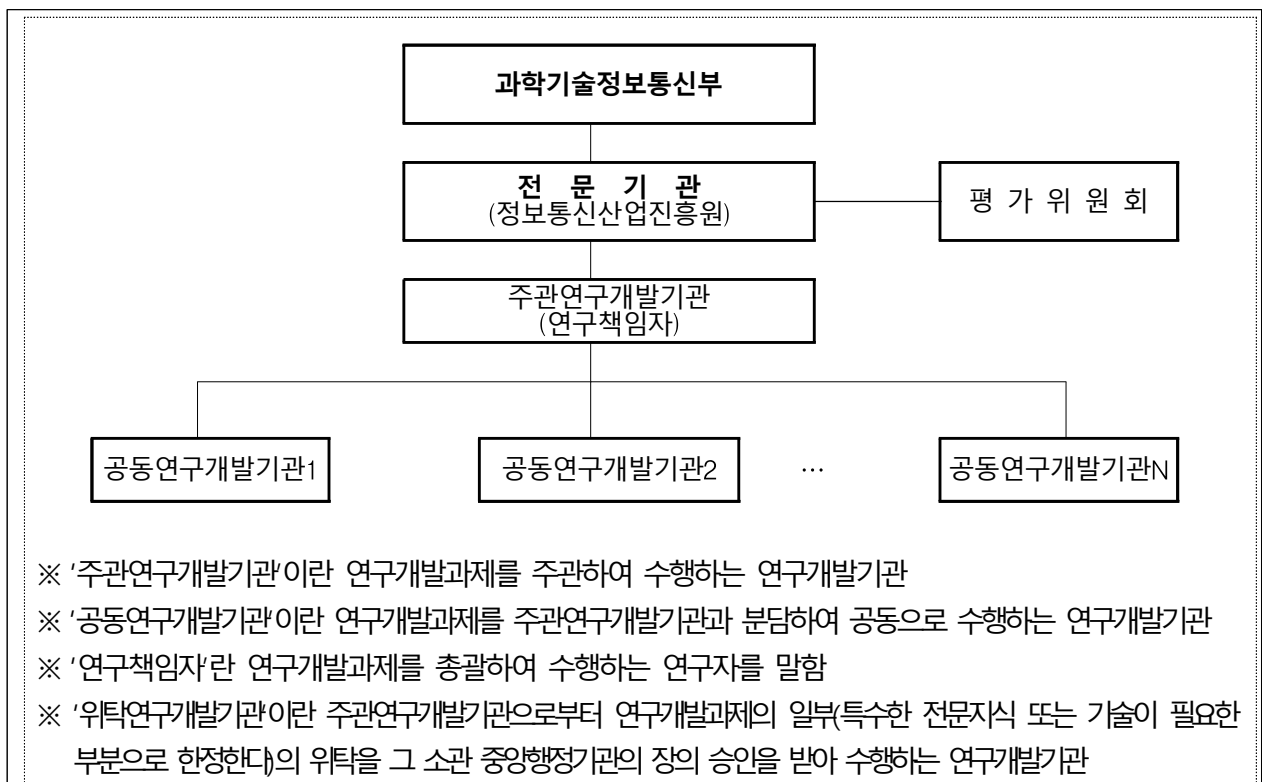 과학기술정보통신부
전 문 기 관
(정보통신산업진흥원)
평 가 위 원 회
주관연구개발기관
(연구책임자)
공동연구개발기관1
공동연구개발기관2
…
공동연구개발기관N
※ '주관연구개발기관'이란 연구개발과제를 주관하여 수행하는 연구개발기관
※ '공동연구개발기관'이란 연구개발과제를 주관연구개발기관과 분담하여 공동으로 수행하는 연구개발기관
※ '연구책임자'란 연구개발과제를 총괄하여 수행하는 연구자를 말함
※ '위탁연구개발기관'이란 주관연구개발기관으로부터 연구개발과제의 일부(특수한 전문지식 또는 기술이 필요한
부분으로 한정한다)의 위탁을 그 소관 중앙행정기관의 장의 승인을 받아 수행하는 연구개발기관